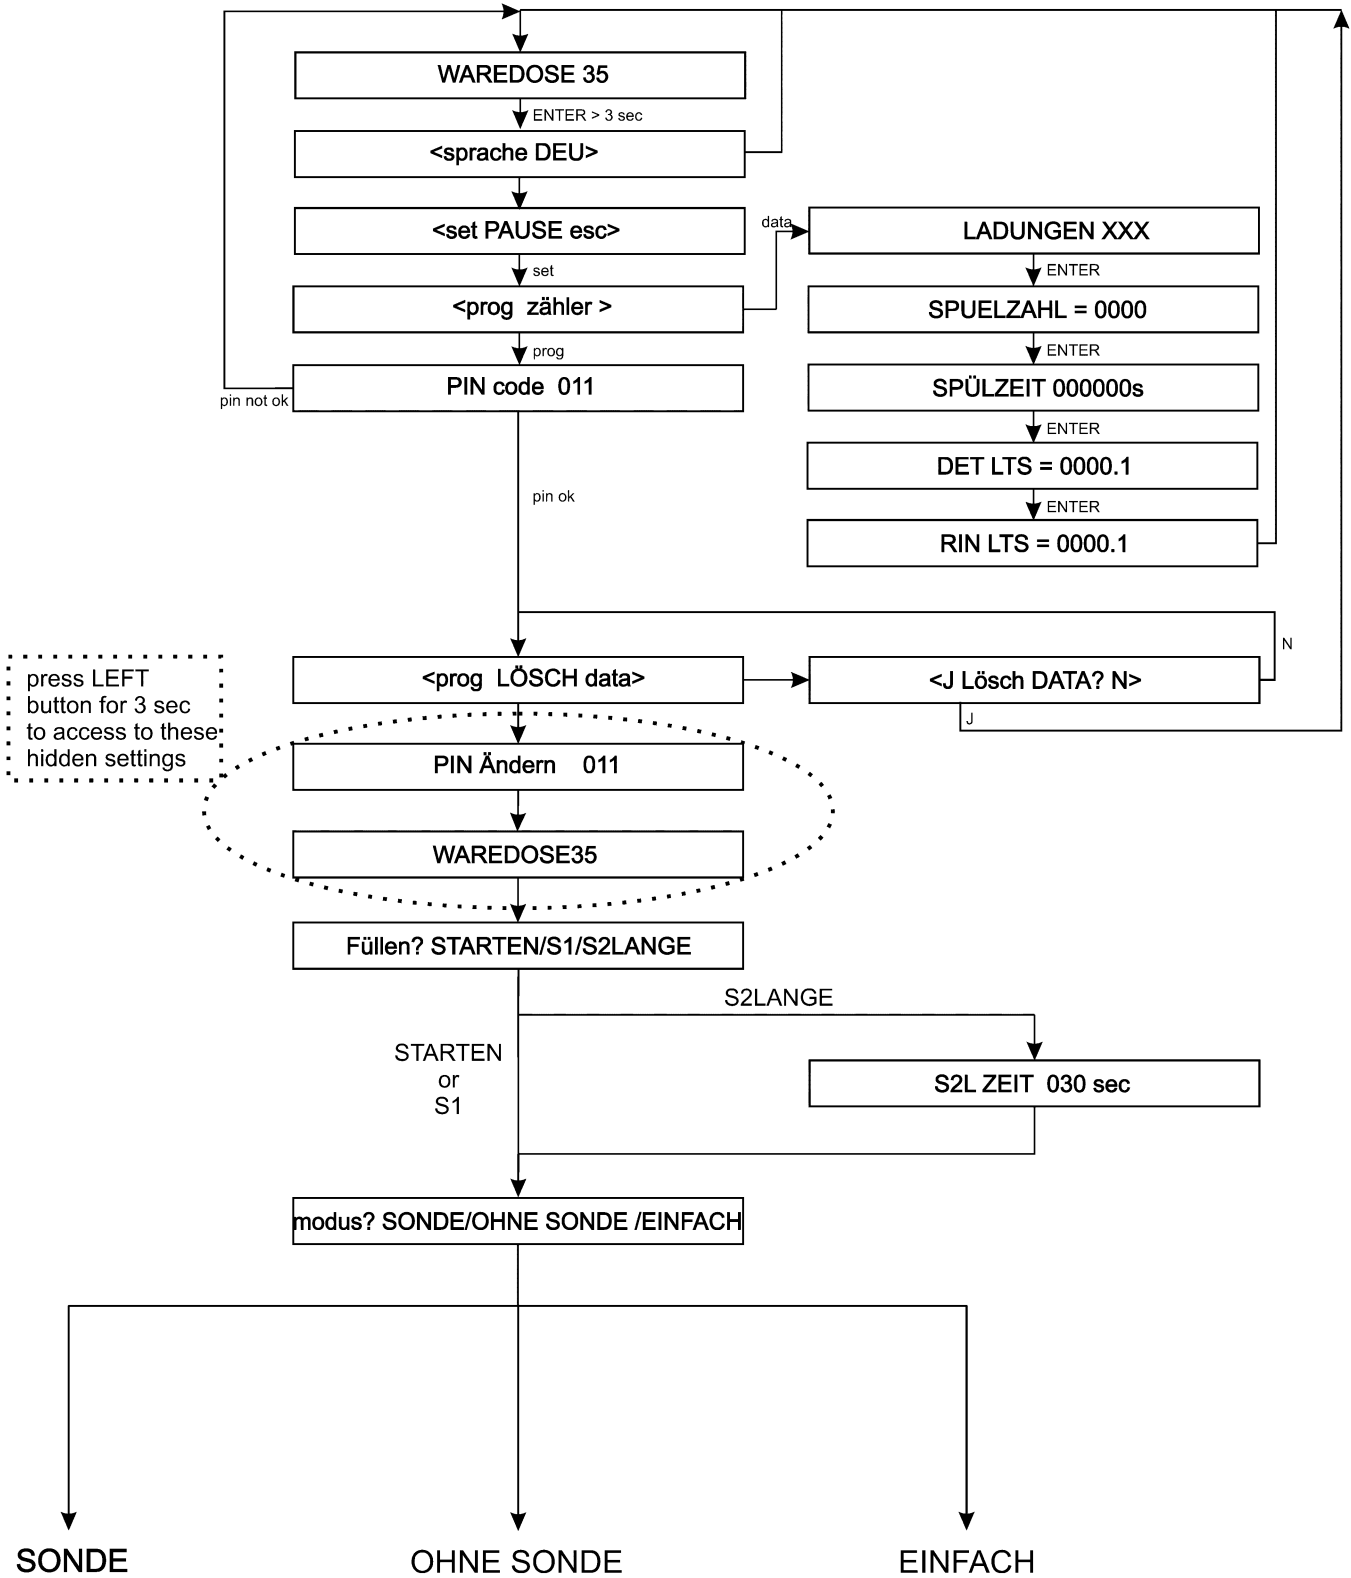 WAREDOSE 35
ENTER > 3 sec
<sprache DEU>
<set PAUSE esc>
set
<prog zähler >
prog
PIN code 011
pin not ok
pin ok
data
LADUNGEN XXX
ENTER
SPUELZAHL = 0000
ENTER
SPÜLZEIT 000000s
ENTER
DET LTS = 0000.1
ENTER
RIN LTS = 0000.1
<prog LÖSCH data>
<J Lösch DATA? N>
N
J
press LEFT
button for 3 sec
to access to these
hidden settings
PIN Ändern 011
WAREDOSE35
Füllen? STARTEN/S1/S2LANGE
S2LANGE
STARTEN
or
S1
S2L ZEIT 030 sec
modus? SONDE/OHNE SONDE /EINFACH
SONDE
OHNE SONDE
EINFACH